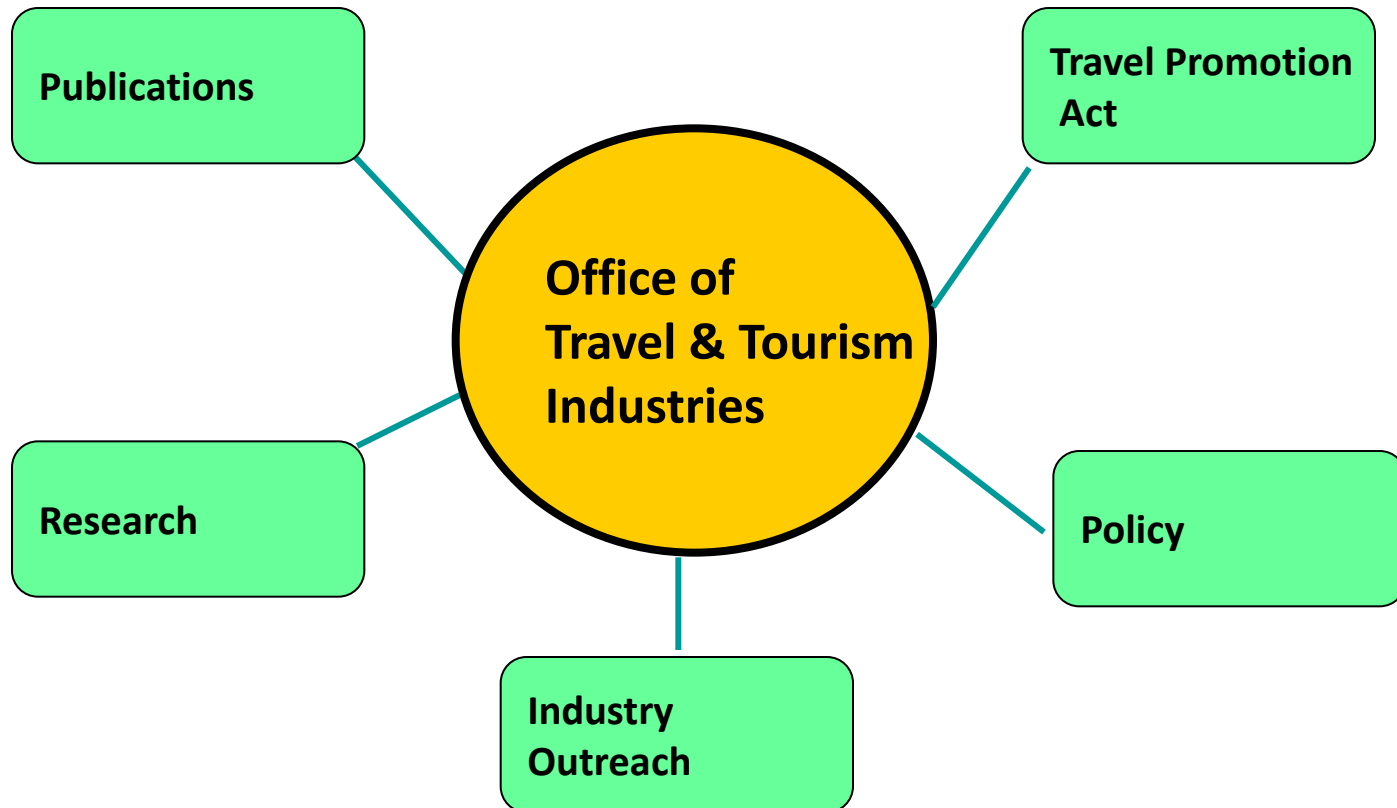 Publications
Travel Promotion
Act
Office of
Travel & Tourism
Industries
Research
Policy
Industry
Outreach